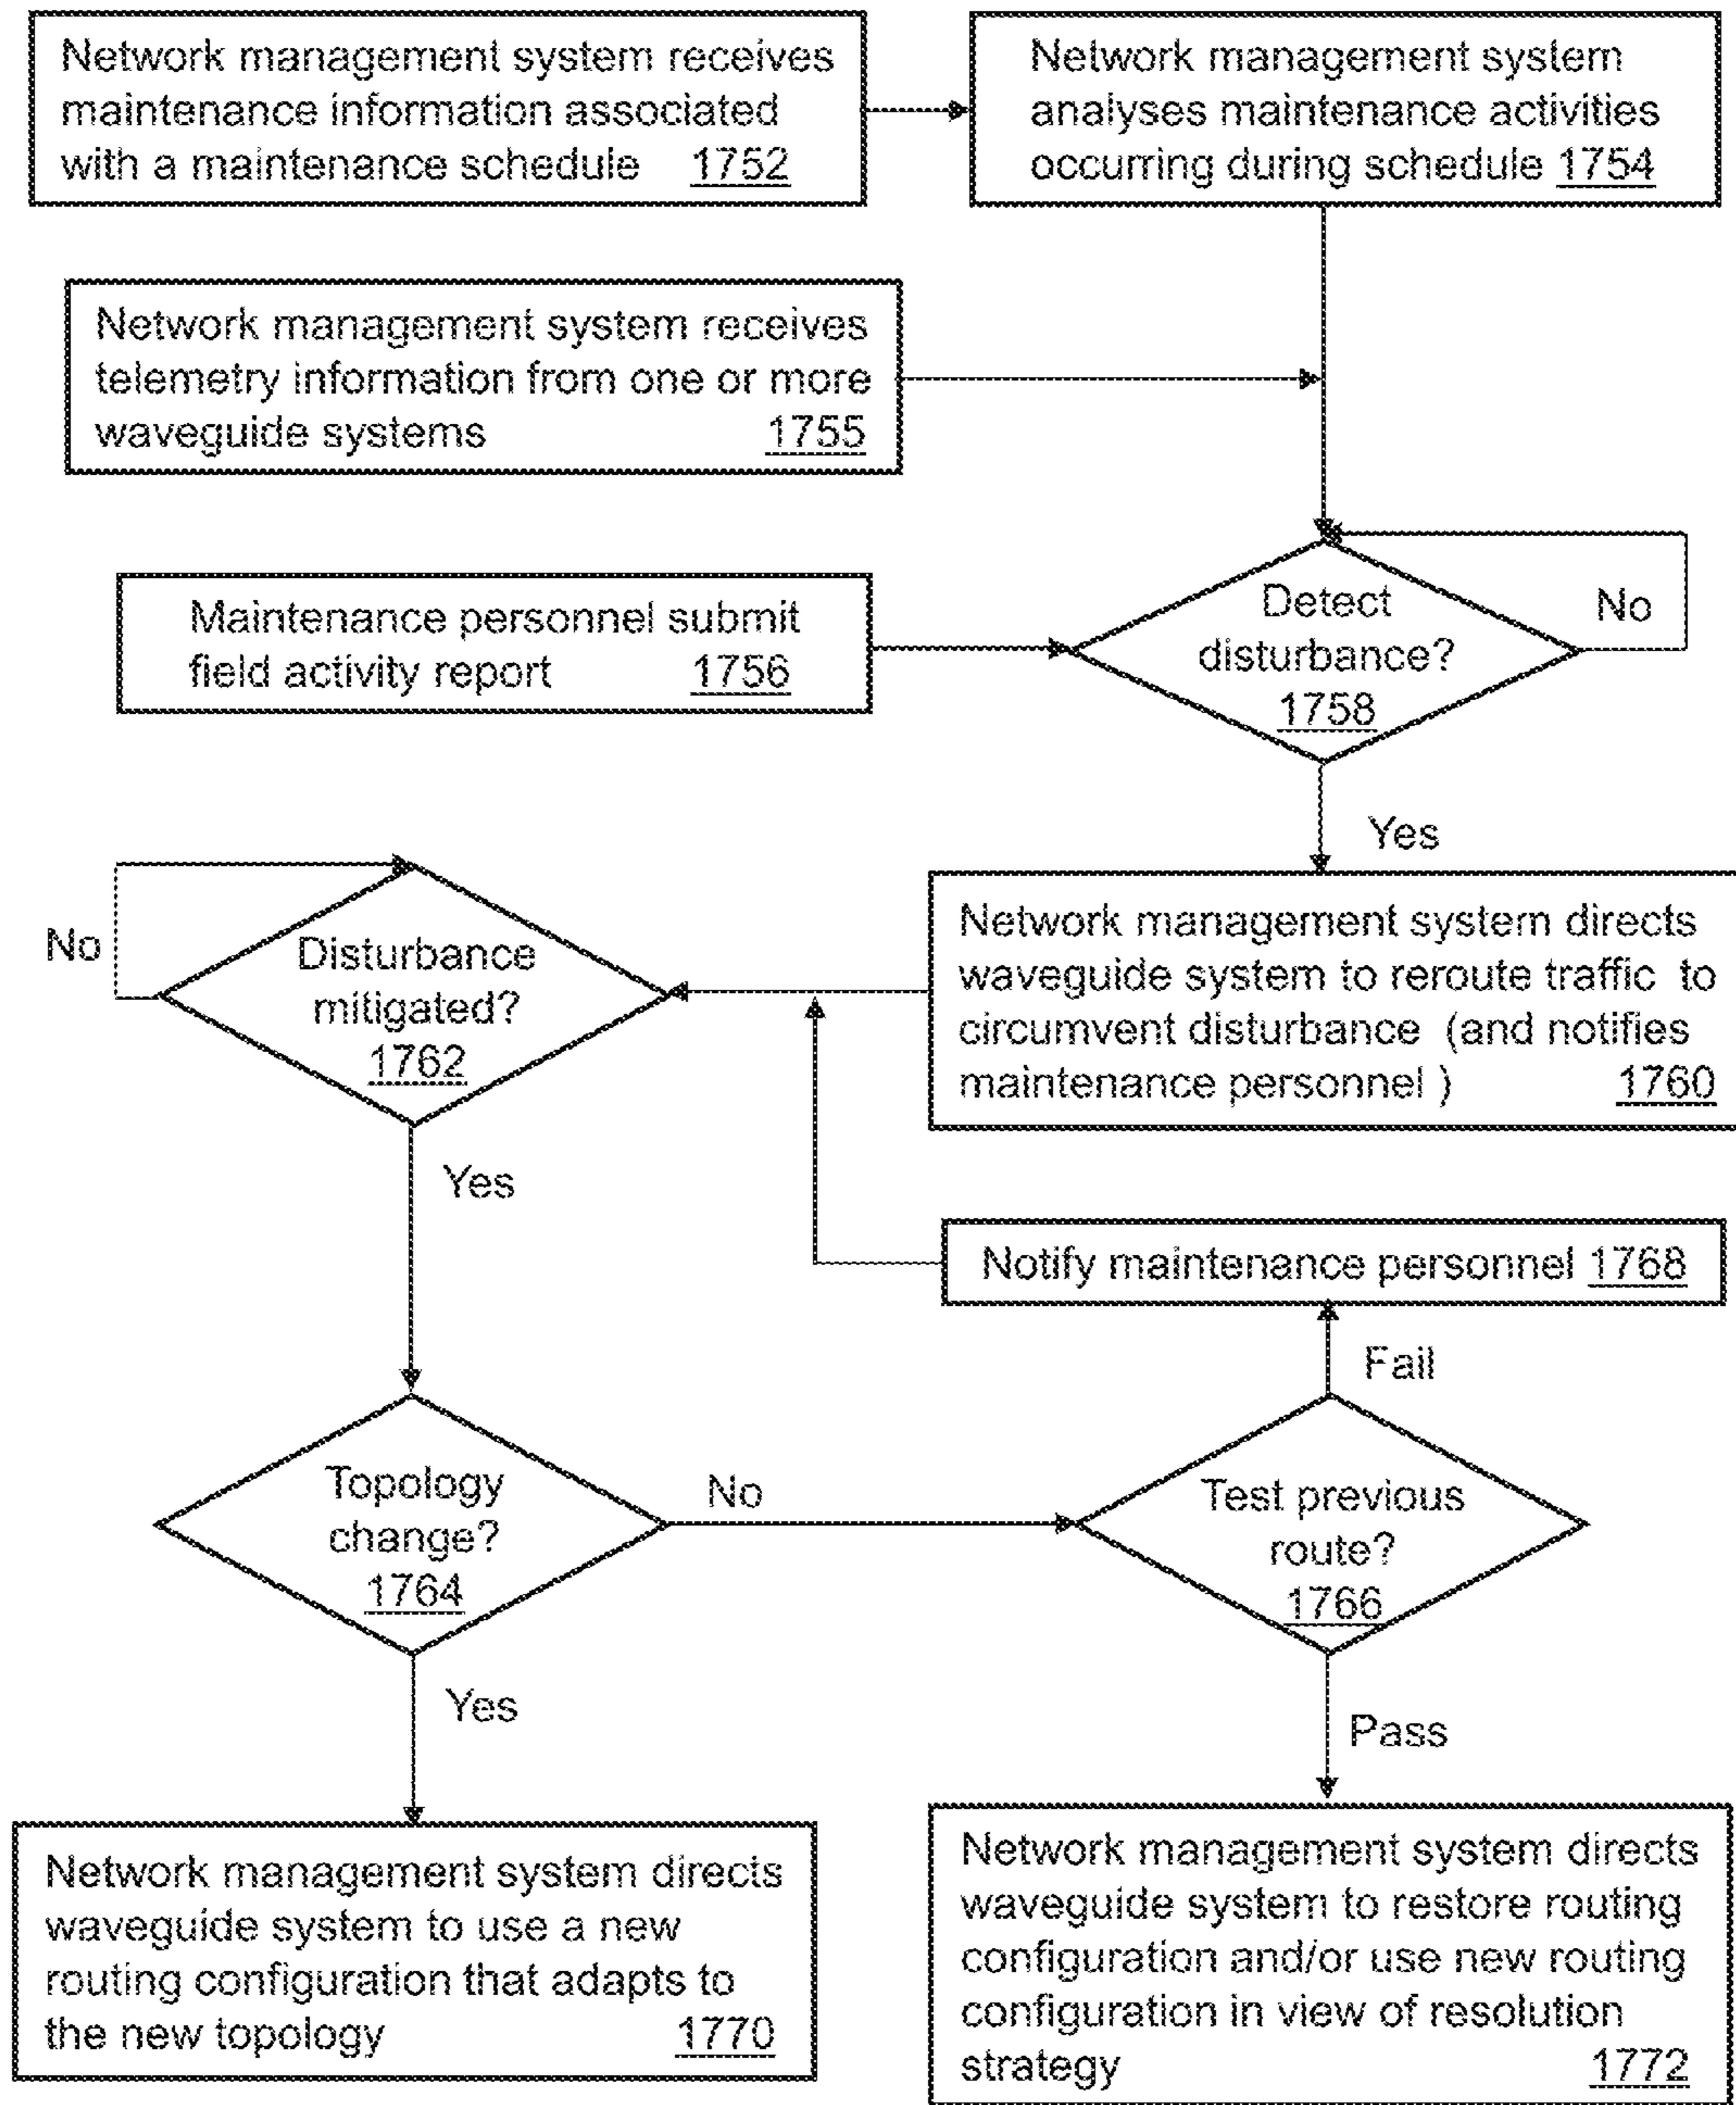 Network management system receives
maintenance information associated
with a maintenance schedule 1752
Network management system
analyses maintenance activities
occurring during schedule 1754
Network management system receives
telemetry information from one or more
waveguide systems 1755
Maintenance personnel submit
field activity report 1756
Detect
disturbance?
1758
No
Yes
Network management system directs
waveguide system to reroute traffic to
circumvent disturbance (and notifies
maintenance personnel ) 1760
Disturbance
mitigated?
1762
No
Yes
Notify maintenance personnel 1768
Fail
Topology
change?
1764
No
Test previous
route?
1766
Yes
Pass
Network management system directs
waveguide system to use a new
routing configuration that adapts to
the new topology 1770
Network management system directs
waveguide system to restore routing
configuration and/or use new routing
configuration in view of resolution
strategy 1772